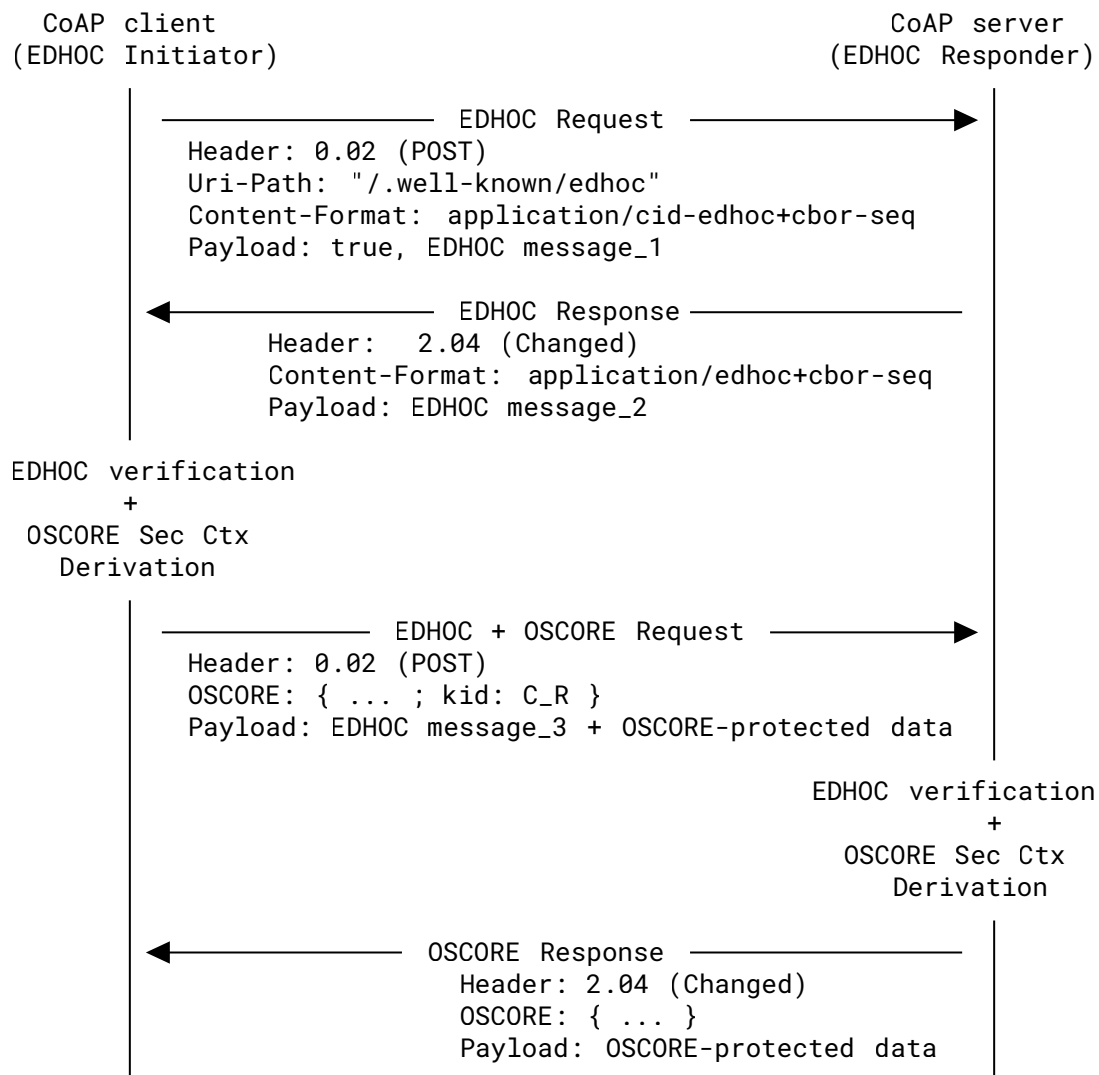 CoAP client
(EDHOC Initiator)
CoAP server
(EDHOC Responder)
EDHOC Request
Header: 0.02 (POST)
Uri-Path: "/.well-known/edhoc"
Content-Format: application/cid-edhoc+cbor-seq
Payload: true, EDHOC message_1
EDHOC Response
Header: 2.04 (Changed)
Content-Format: application/edhoc+cbor-seq
Payload: EDHOC message_2
EDHOC verification
+
OSCORE Sec Ctx
Derivation
EDHOC + OSCORE Request
Header: 0.02 (POST)
OSCORE: { ... ; kid: C_R }
Payload: EDHOC message_3 + OSCORE-protected data
EDHOC verification
+
OSCORE Sec Ctx
Derivation
OSCORE Response
Header: 2.04 (Changed)
OSCORE: { ... }
Payload: OSCORE-protected data